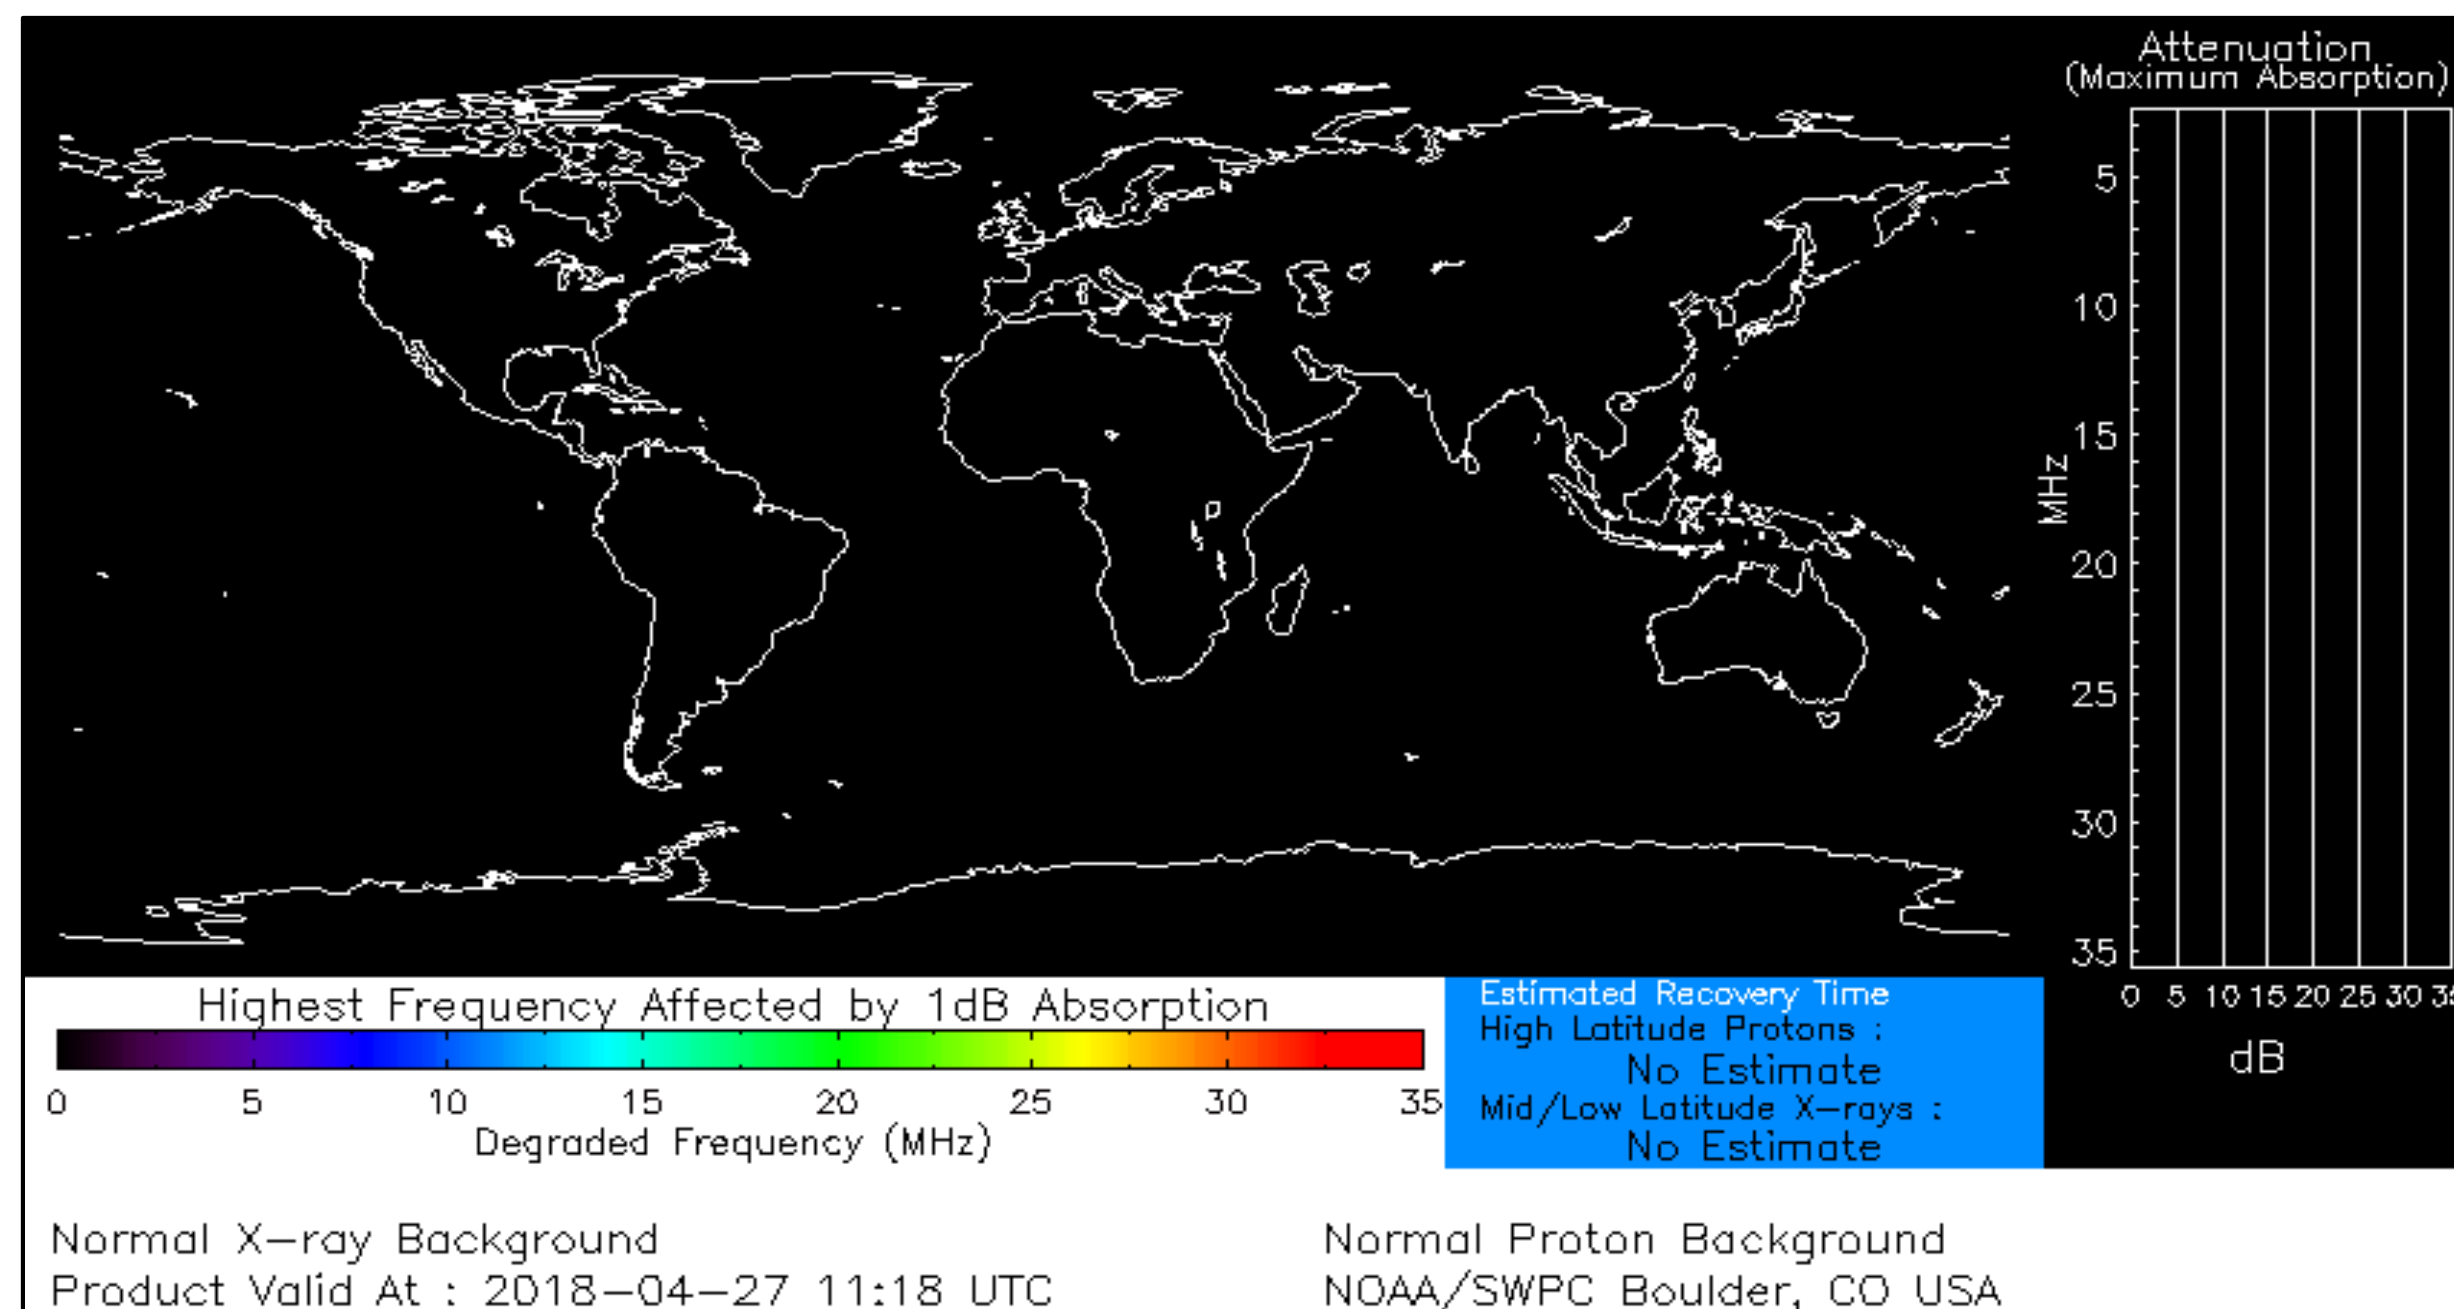 Attenuation
(Maximum Absorption)
5
10
15
20
25
30
35
MHz
0 5 10 15 20 25 30
dB
Highest Frequency Affected by 1dB Absorption
0 5 10 15 20 25 30 35
Degraded Frequency (MHz)
Estimated Recovery Time
High Latitude Protons :
No Estimate
Mid/Low Latitude X-rays :
No Estimate
Normal X-ray Background
Normal Proton Background
Product Valid At : 2018-04-27 11:18 UTC
NOAA/SWPC Boulder, CO USA